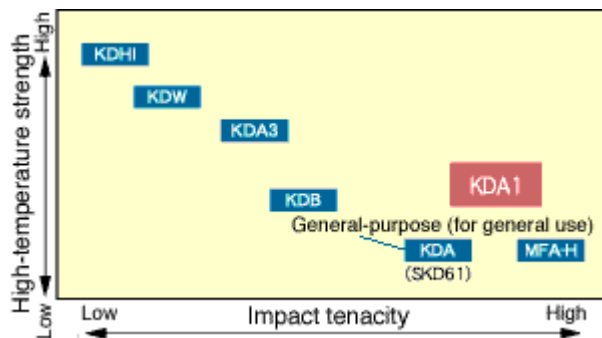 High
High-temperature strength
Low
KDHI
KDW
KDA3
KDA1
KDB
General-purpose (for general use)
KDA
MFA-H
(SKD61)
Low
Impact tenacity
High